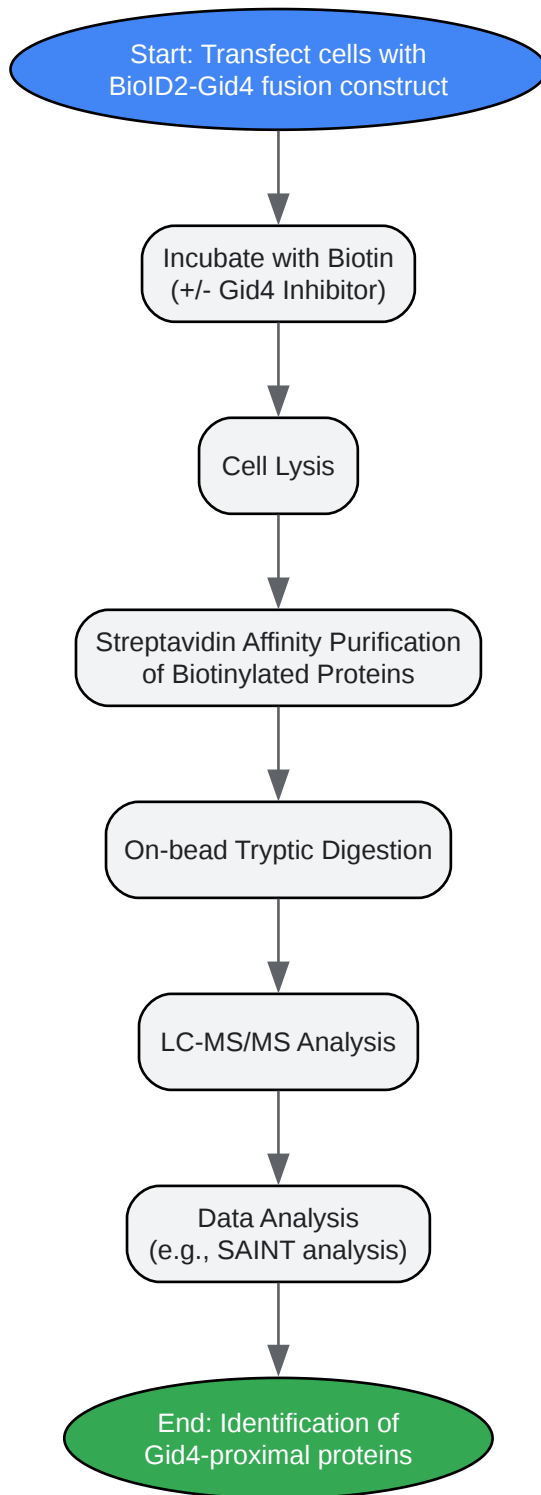 Start: Transfect cells with
BioID2-Gid4 fusion construct
Incubate with Biotin
(+/- Gid4 Inhibitor)
Cell Lysis
Streptavidin Affinity Purification
of Biotinylated Proteins
On-bead Tryptic Digestion
LC-MS/MS Analysis
Data Analysis
(e.g., SAINT analysis)
End: Identification of
Gid4-proximal proteins